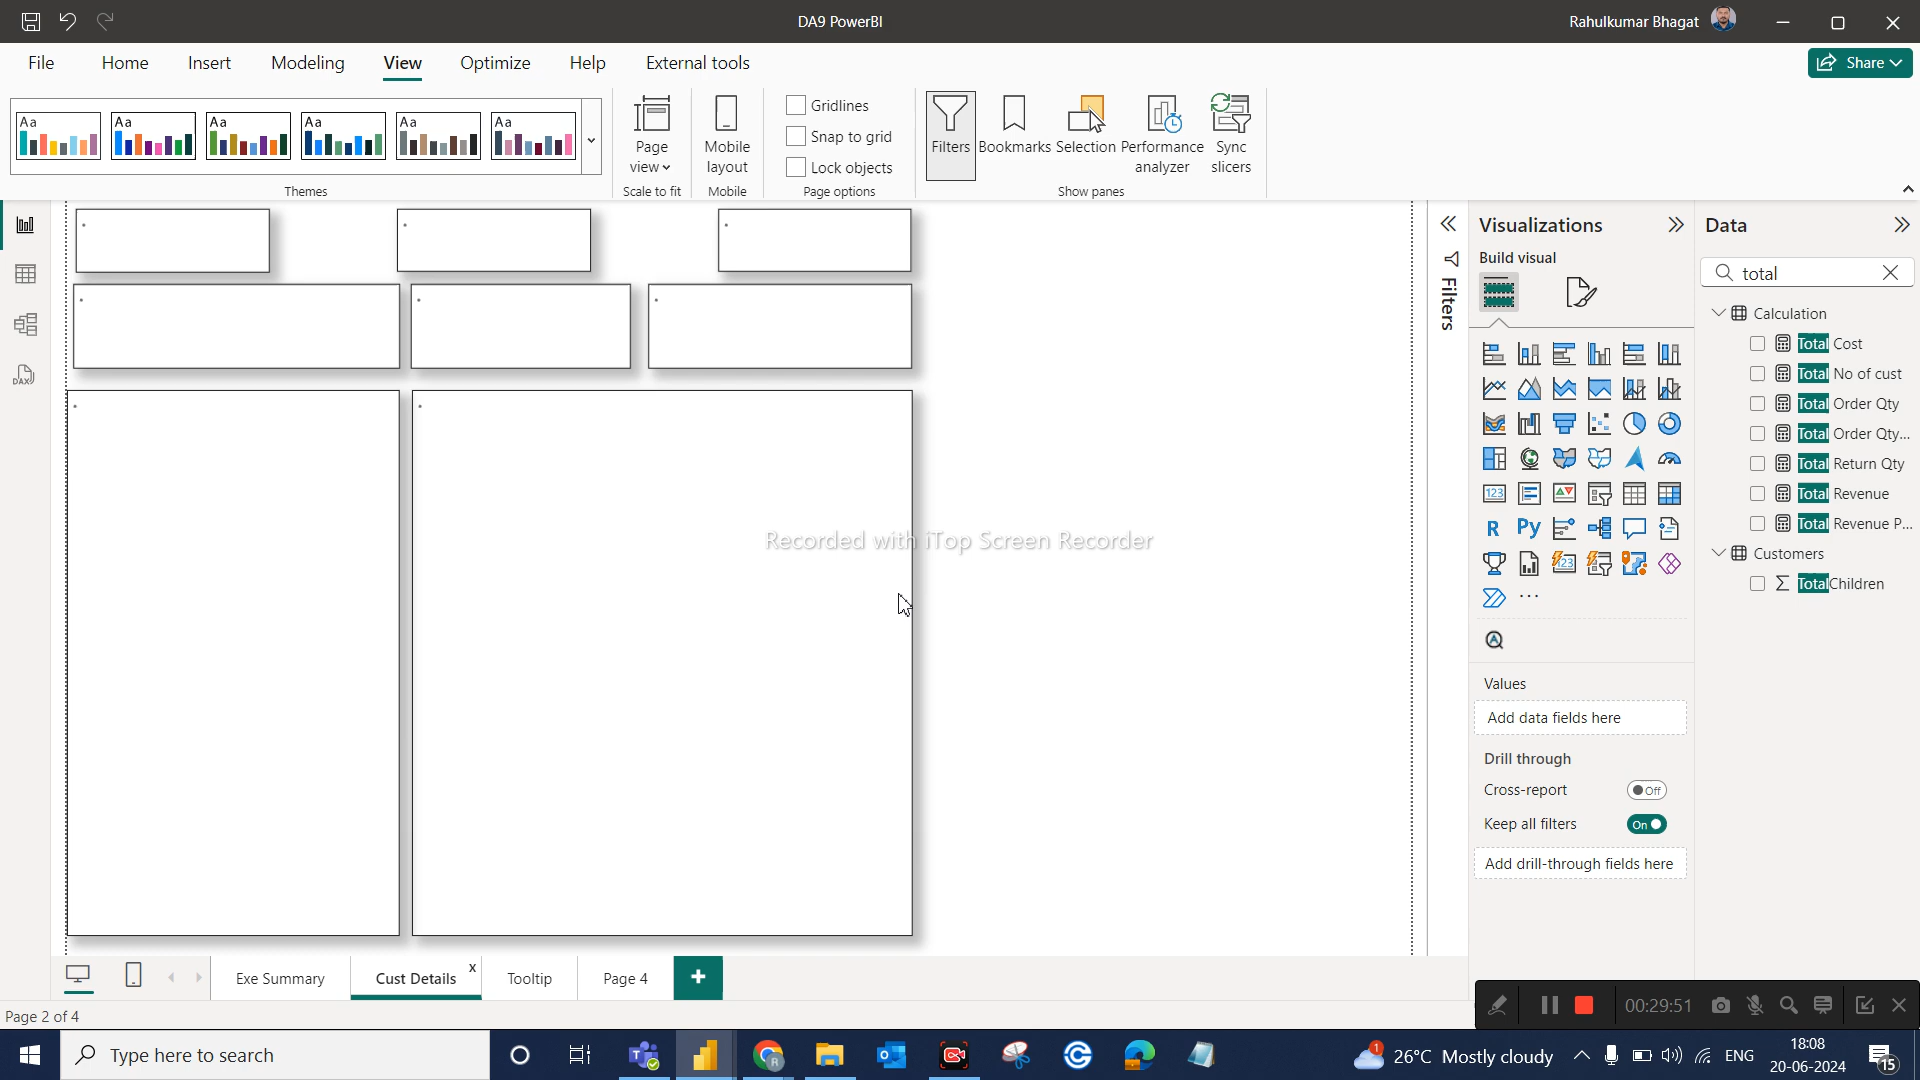 DA9 PowerBI
Rahulkumar Bhagat
File
Home
Insert
Modeling
View
Optimize
Help
External tools
Share
Aa
Aa
Aa
Aa
Aa
Aa
Page view
Mobile layout
Gridlines
Snap to grid
Lock objects
Filters
Bookmarks
Selection
Performance analyzer
Sync slicers
Themes
Scale to fit
Mobile
Page options
Show panes
DAX
Recorded with iTop Screen Recorder
Filters
Visualizations
Build visual
123
R
Py
123
Values
Add data fields here
Drill through
Cross-report
Off
Keep all filters
On
Add drill-through fields here
Data
total
Calculation
Total Cost
Total No of cust
Total Order Qty
Total Order Qty...
Total Return Qty
Total Revenue
Total Revenue P...
Customers
TotalChildren
Exe Summary
Cust Details
x
Tooltip
Page 4
+
Page 2 of 4
00:29:51
Type here to search
26°C Mostly cloudy
ENG
18:08
20-06-2024
15